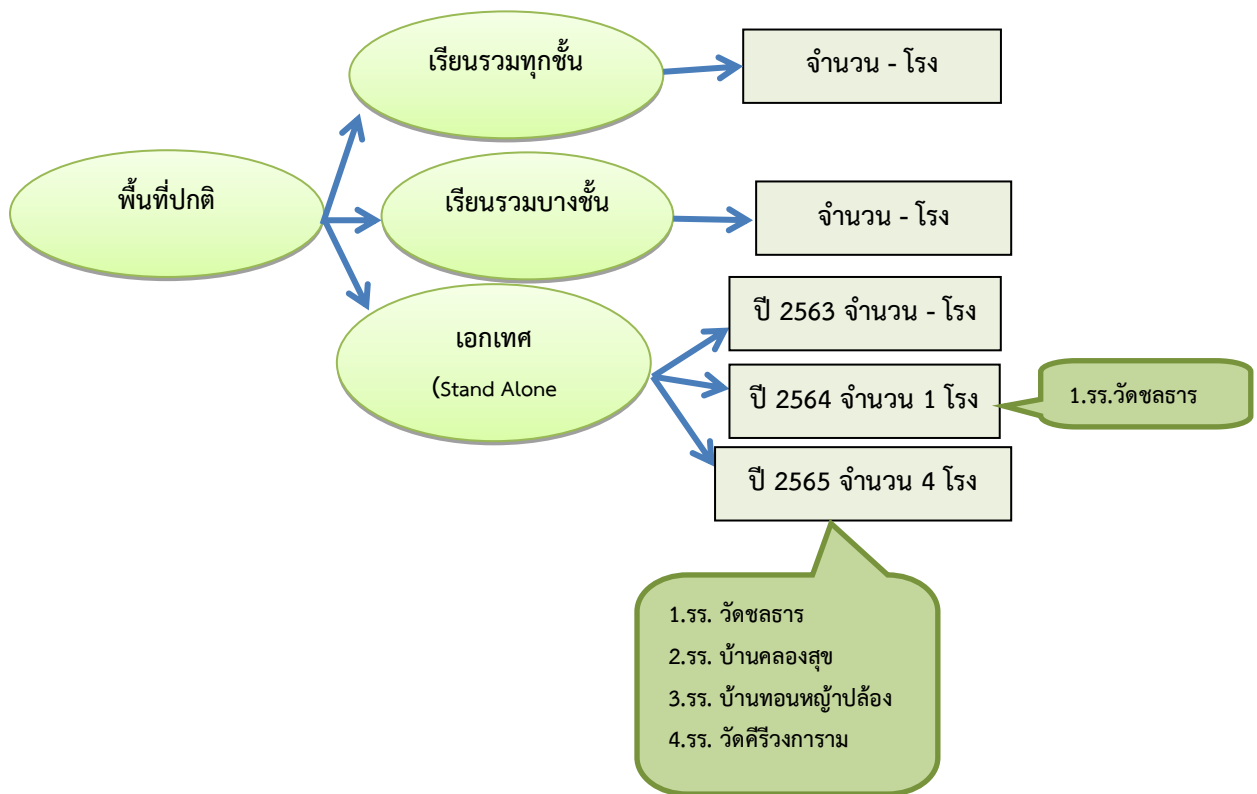 เรียนรวมทุกชั้น
จำนวน - โรง
พื้นที่ปกติ
เรียนรวมบางชั้น
จำนวน - โรง
เอกเทศ
(Stand Alone
ปี 2563 จำนวน - โรง
ปี 2564 จำนวน 1 โรง
1.รร.วัดชลธาร
ปี 2565 จำนวน 4 โรง
1.รร. วัดชลธาร
2.รร. บ้านคลองสุข
3.รร. บ้านทอนหญ้าปล้อง
4.รร. วัดคีรีวงการาม